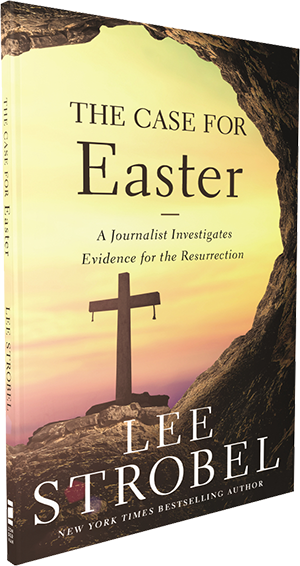 THE CASE FOR
Easter
A Journalist Investigates
Evidence for the Resurrection
LEE
STROBEL
NEW YORK TIMES BESTSELLING AUTHOR
THE CASE FOR Easter
LEE STROBEL